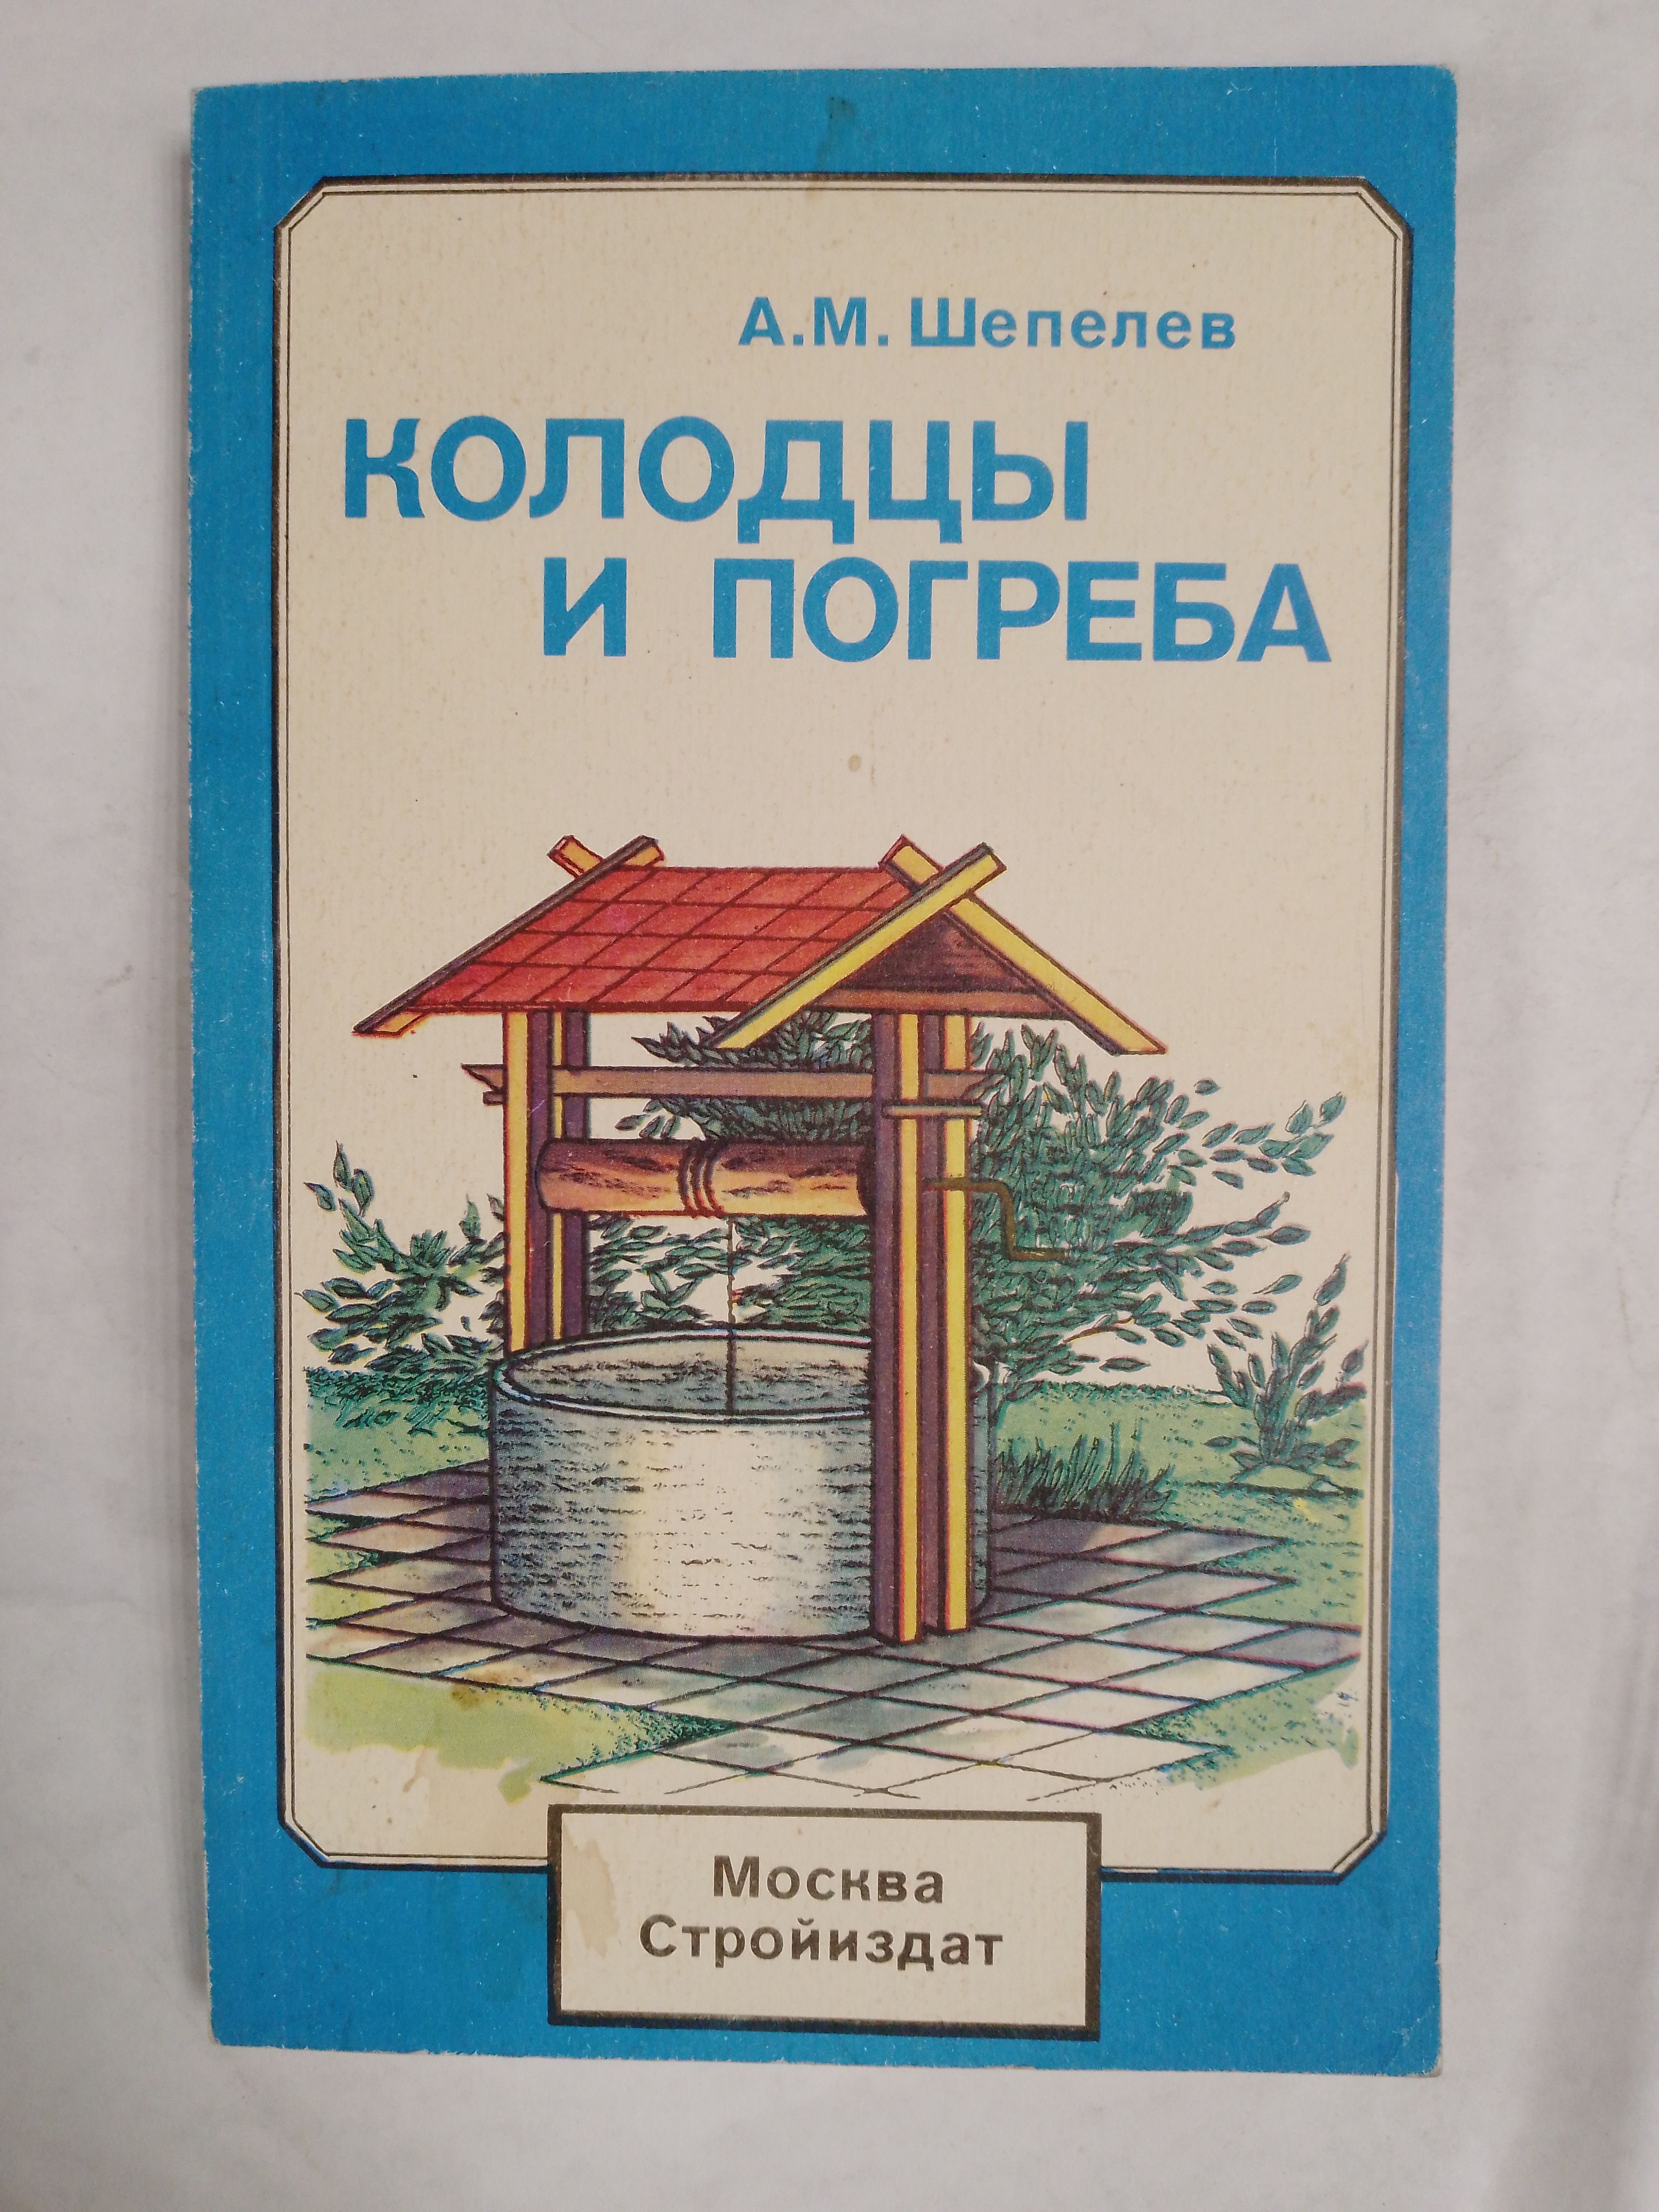 А.М. Шепелев
КОЛОДЦЫ
И ПОГРЕБА
Москва
Стройиздат